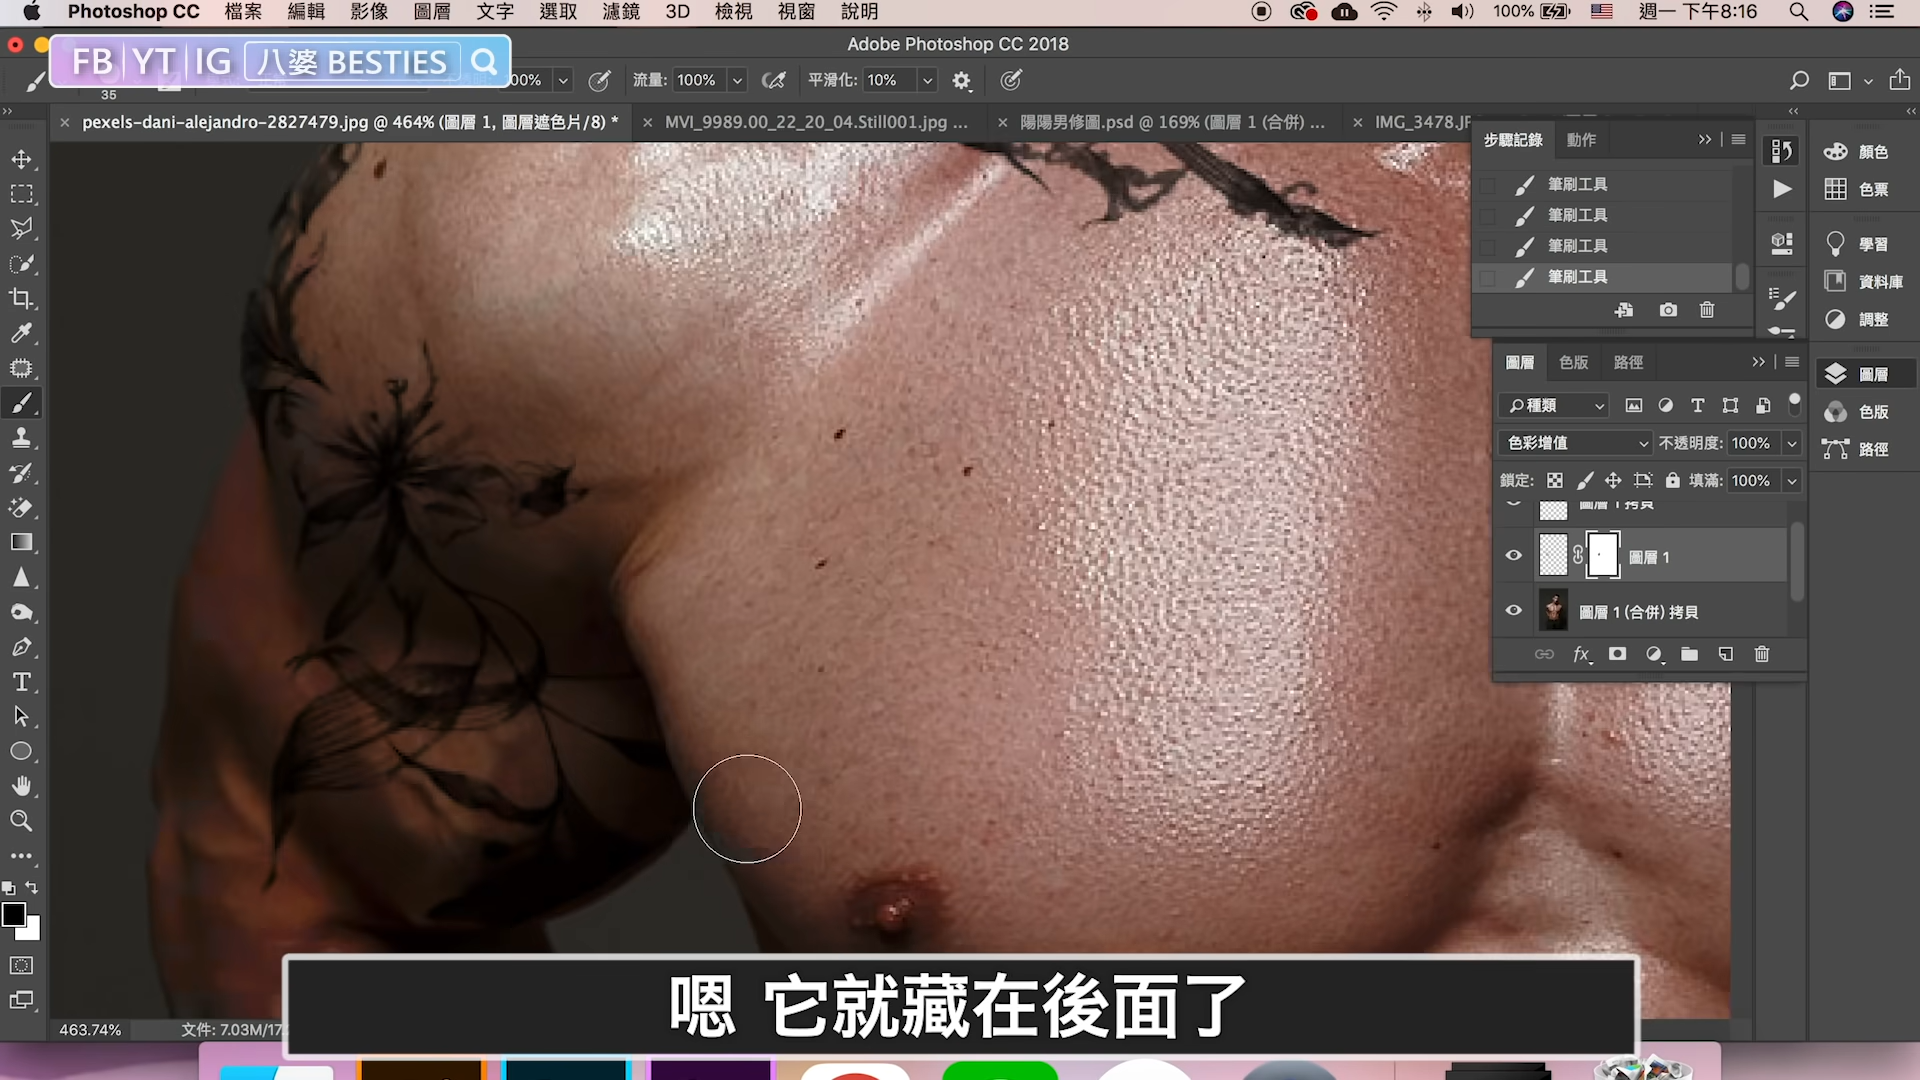 Photoshop CC 檔案 編輯 影像 圖層 文字 選取 濾鏡 3D 檢視 視窗 說明 100% 週一 下午8:16
Adobe Photoshop CC 2018
FB YT IG 八婆 BESTIES
35 00% 流量: 100% 平滑化: 10%
pexels-dani-alejandro-2827479.jpg @ 464% (圖層 1, 圖層遮色片/8) *
MVI_9989.00_22_20_04.Still001.jpg ...
陽陽男修圖.psd @ 169% (圖層 1 (合併) ...
步驟記錄 動作
筆刷工具
筆刷工具
筆刷工具
筆刷工具
顏色
色票
學習
資料庫
調整
圖層
色版
路徑
圖層 色版 路徑
種類
色彩增值 不透明度: 100%
鎖定: 填滿: 100%
圖層 1 拷貝
圖層 1
圖層 1 (合併) 拷貝
fx
463.74% 文件: 7.03M/17
嗯 它就藏在後面了